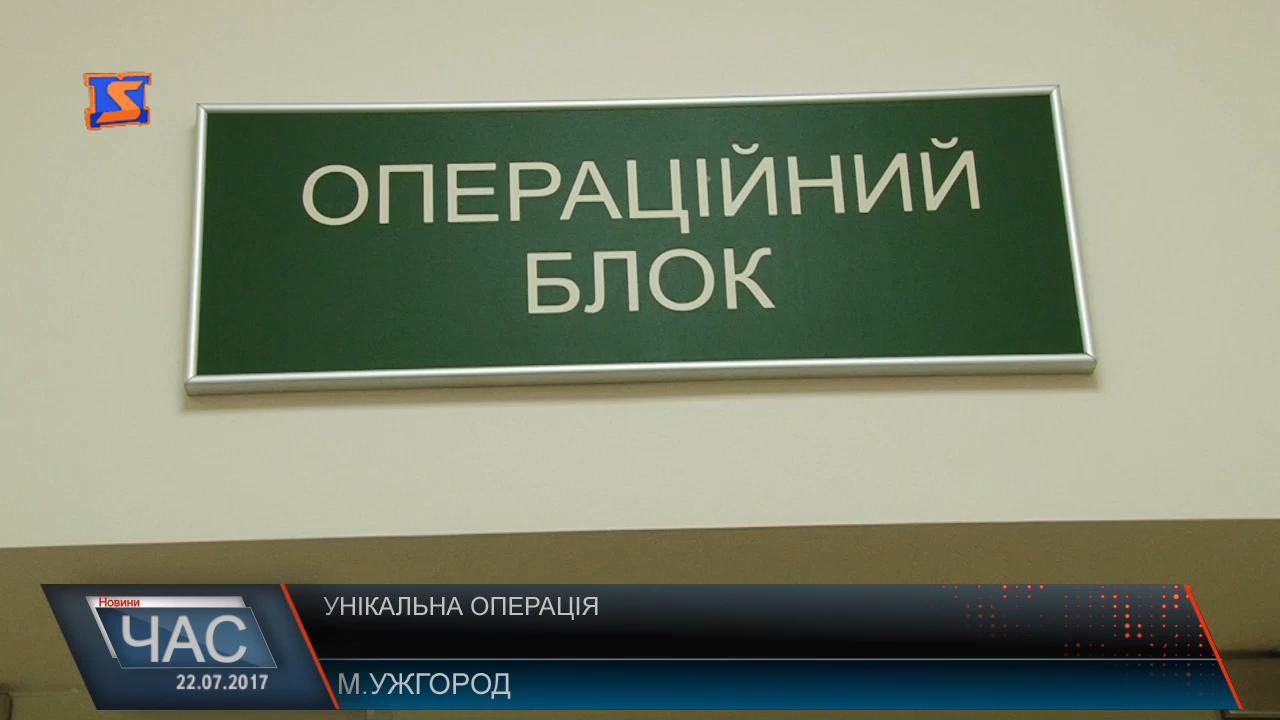 ОПЕРАЦІЙНИЙ
БЛОК
Новини
ЧАС
22.07.2017
УНІКАЛЬНА ОПЕРАЦІЯ
М.УЖГОРОД